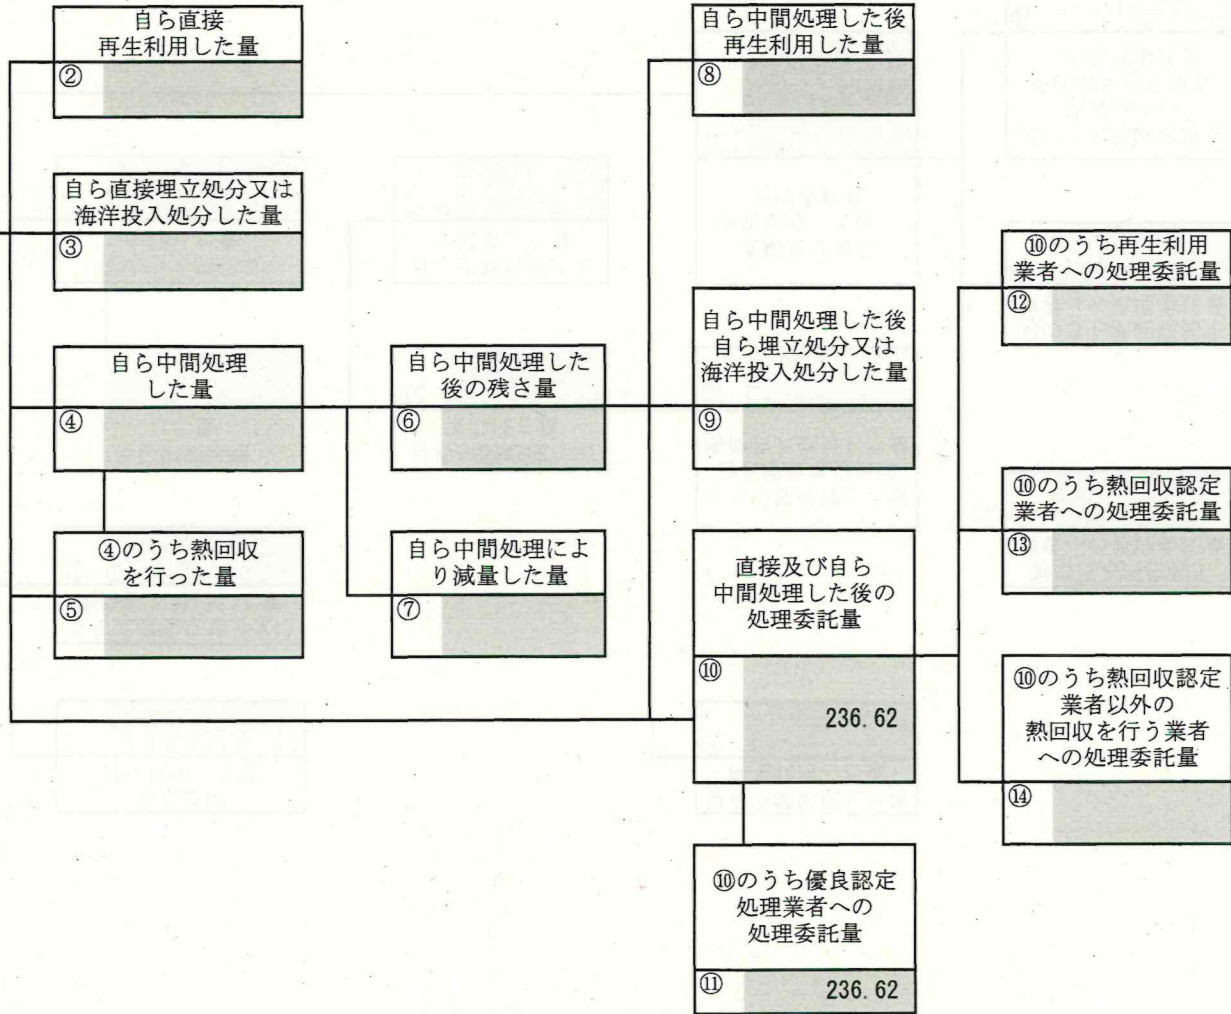 自ら直接
再生利用した量
②
自ら直接埋立処分又は
海洋投入処分した量
③
自ら中間処理
した量
④
④のうち熱回収
を行った量
⑤
自ら中間処理した
後の残さ量
⑥
自ら中間処理によ
り減量した量
⑦
自ら中間処理した後
再生利用した量
⑧
自ら中間処理した後
自ら埋立処分又は
海洋投入処分した量
⑨
直接及び自ら
中間処理した後の
処理委託量
⑩
236.62
⑩のうち優良認定
処理業者への
処理委託量
⑪
236.62
⑩のうち再生利用
業者への処理委託量
⑫
⑩のうち熱回収認定
業者への処理委託量
⑬
⑩のうち熱回収認定
業者以外の
熱回収を行う業者
への処理委託量
⑭